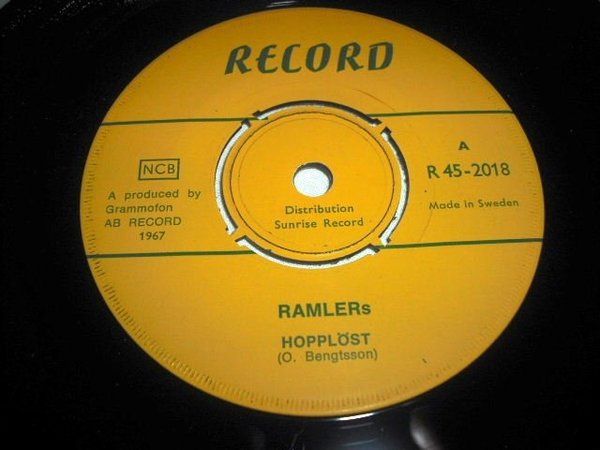 RECORD
NCB
A produced by
Grammofon
AB RECORD
1967
Distribution
Sunrise Record
A
R 45-2018
Made in Sweden
RAMLERs
HOPPLÖST
(O. Bengtsson)